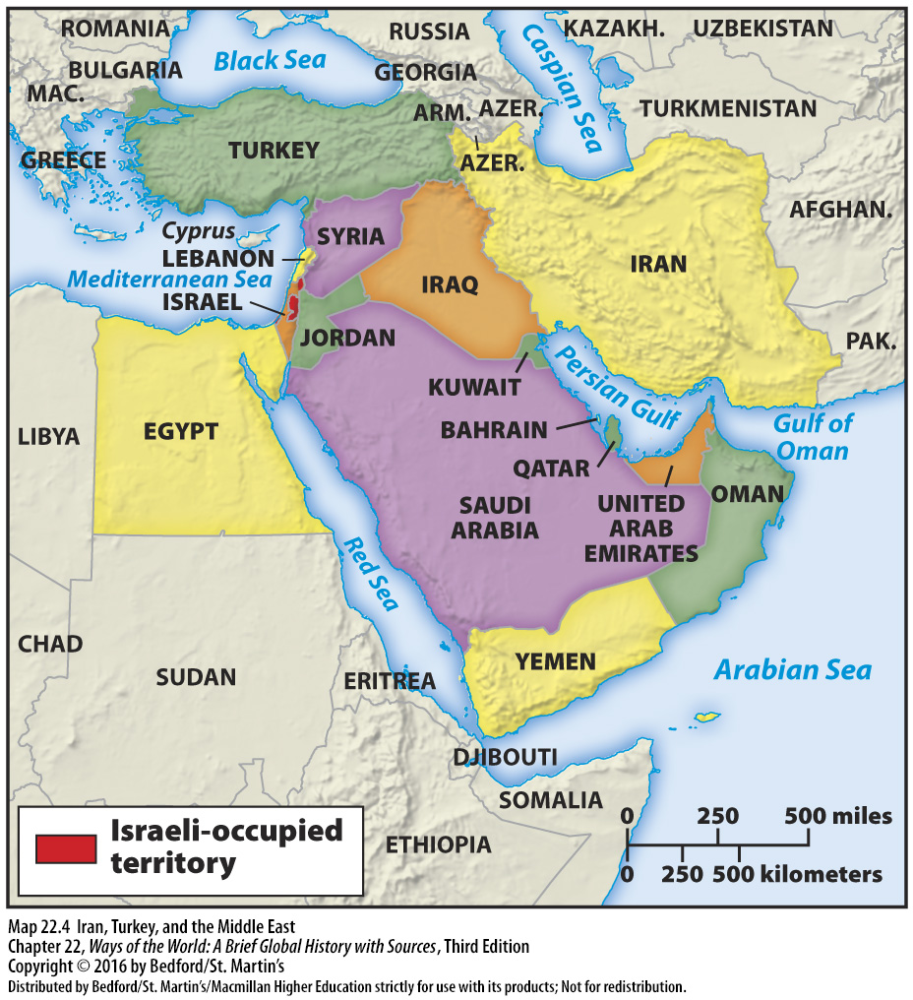 ROMANIA
RUSSIA
KAZAKH.
UZBEKISTAN
Black Sea
Caspian Sea
BULGARIA
GEORGIA
MAC.
ARM.
AZER.
TURKMENISTAN
TURKEY
GREECE
AZER.
AFGHAN.
Cyprus
SYRIA
LEBANON
IRAN
Mediterranean Sea
IRAQ
ISRAEL
JORDAN
PAK.
KUWAIT
Persian Gulf
LIBYA
EGYPT
BAHRAIN
Gulf of
Oman
QATAR
OMAN
SAUDI
ARABIA
UNITED
ARAB
EMIRATES
Red Sea
CHAD
SUDAN
ERITREA
YEMEN
Arabian Sea
DJIBOUTI
SOMALIA
ETHIOPIA
0 250 500 miles
0 250 500 kilometers
Israeli-occupied
territory
Map 22.4 Iran, Turkey, and the Middle East
Chapter 22, Ways of the World: A Brief Global History with Sources, Third Edition
Copyright © 2016 by Bedford/St. Martin's
Distributed by Bedford/St. Martin's/Macmillan Higher Education strictly for use with its products; Not for redistribution.